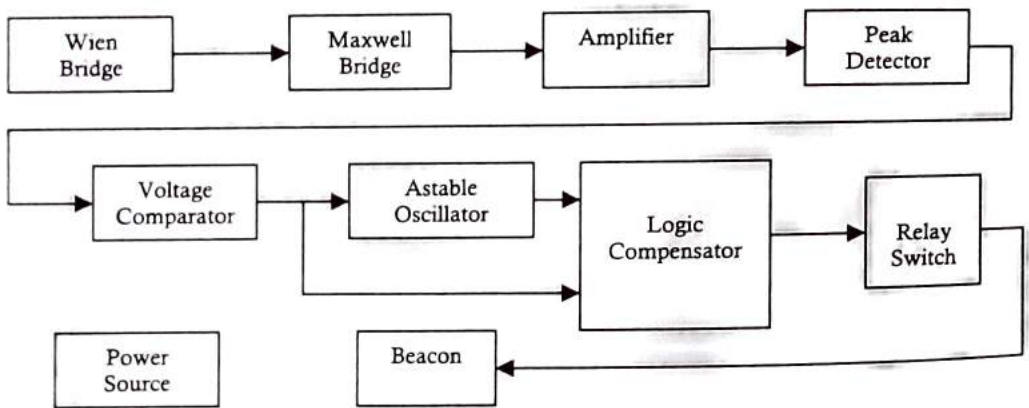 Wien
Bridge
Maxwell
Bridge
Amplifier
Peak
Detector
Voltage
Comparator
Astable
Oscillator
Logic
Compensator
Relay
Switch
Power
Source
Beacon